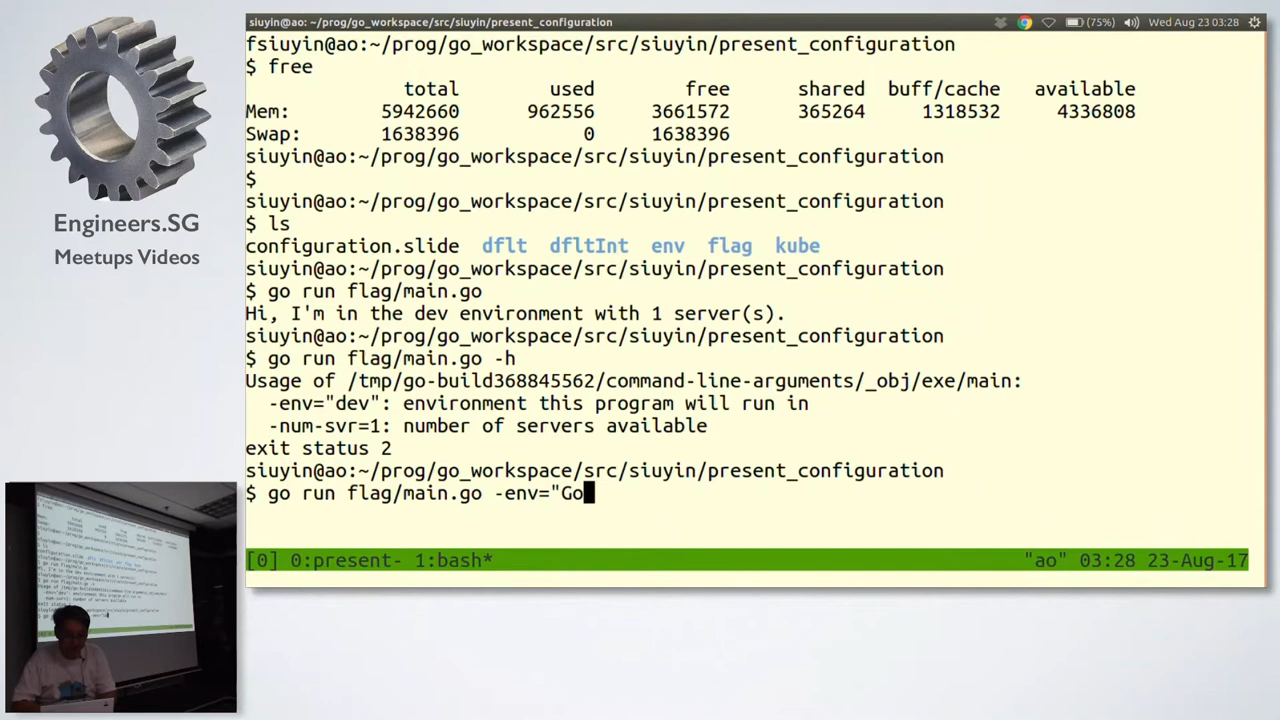 siuyin@ao: ~/prog/go_workspace/src/siuyin/present_configuration (75%) Wed Aug 23 03:28
fsiuyin@ao:~/prog/go_workspace/src/siuyin/present_configuration
$ free
total used free shared buff/cache available
Mem: 5942660 962556 3661572 365264 1318532 4336808
Swap: 1638396 0 1638396
siuyin@ao:~/prog/go_workspace/src/siuyin/present_configuration
$
siuyin@ao:~/prog/go_workspace/src/siuyin/present_configuration
$ ls
configuration.slide dflt dfltInt env flag kube
siuyin@ao:~/prog/go_workspace/src/siuyin/present_configuration
$ go run flag/main.go
Hi, I'm in the dev environment with 1 server(s).
siuyin@ao:~/prog/go_workspace/src/siuyin/present_configuration
$ go run flag/main.go -h
Usage of /tmp/go-build368845562/command-line-arguments/_obj/exe/main:
-env="dev": environment this program will run in
-num-svr=1: number of servers available
exit status 2
siuyin@ao:~/prog/go_workspace/src/siuyin/present_configuration
$ go run flag/main.go -env="Go
[0] 0:present- 1:bash* "ao" 03:28 23-Aug-17
Engineers.SG
Meetups Videos